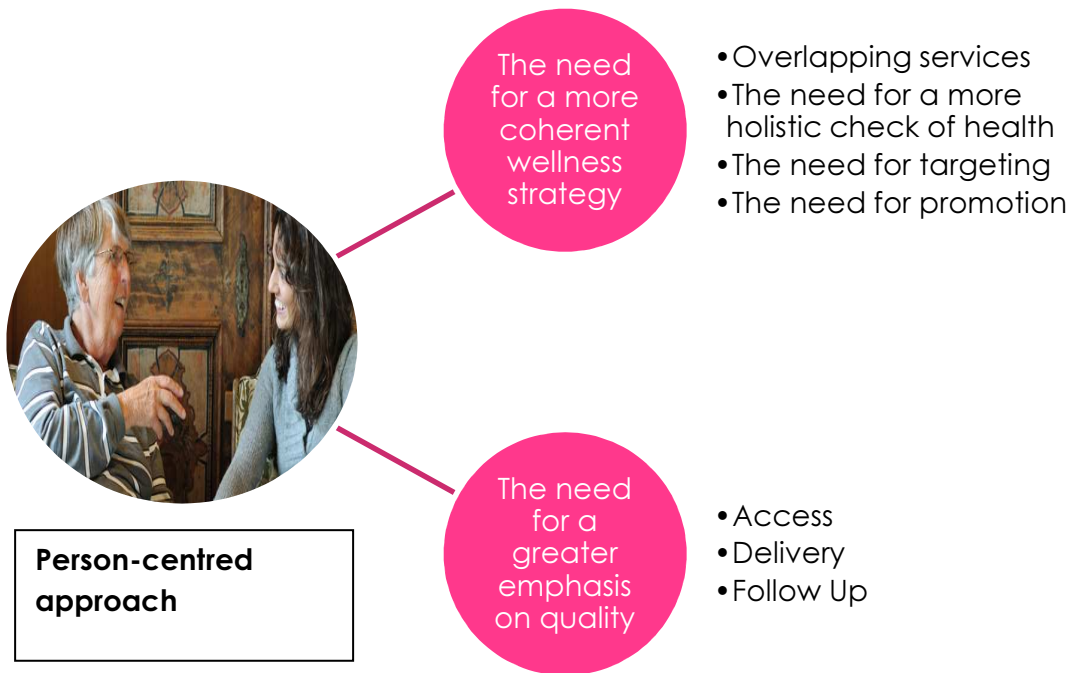 The need
for a more
coherent
wellness
strategy
•Overlapping services
•The need for a more
holistic check of health
•The need for targeting
•The need for promotion
Person-centred
approach
The need
for a
greater
emphasis
on quality
•Access
•Delivery
•Follow Up